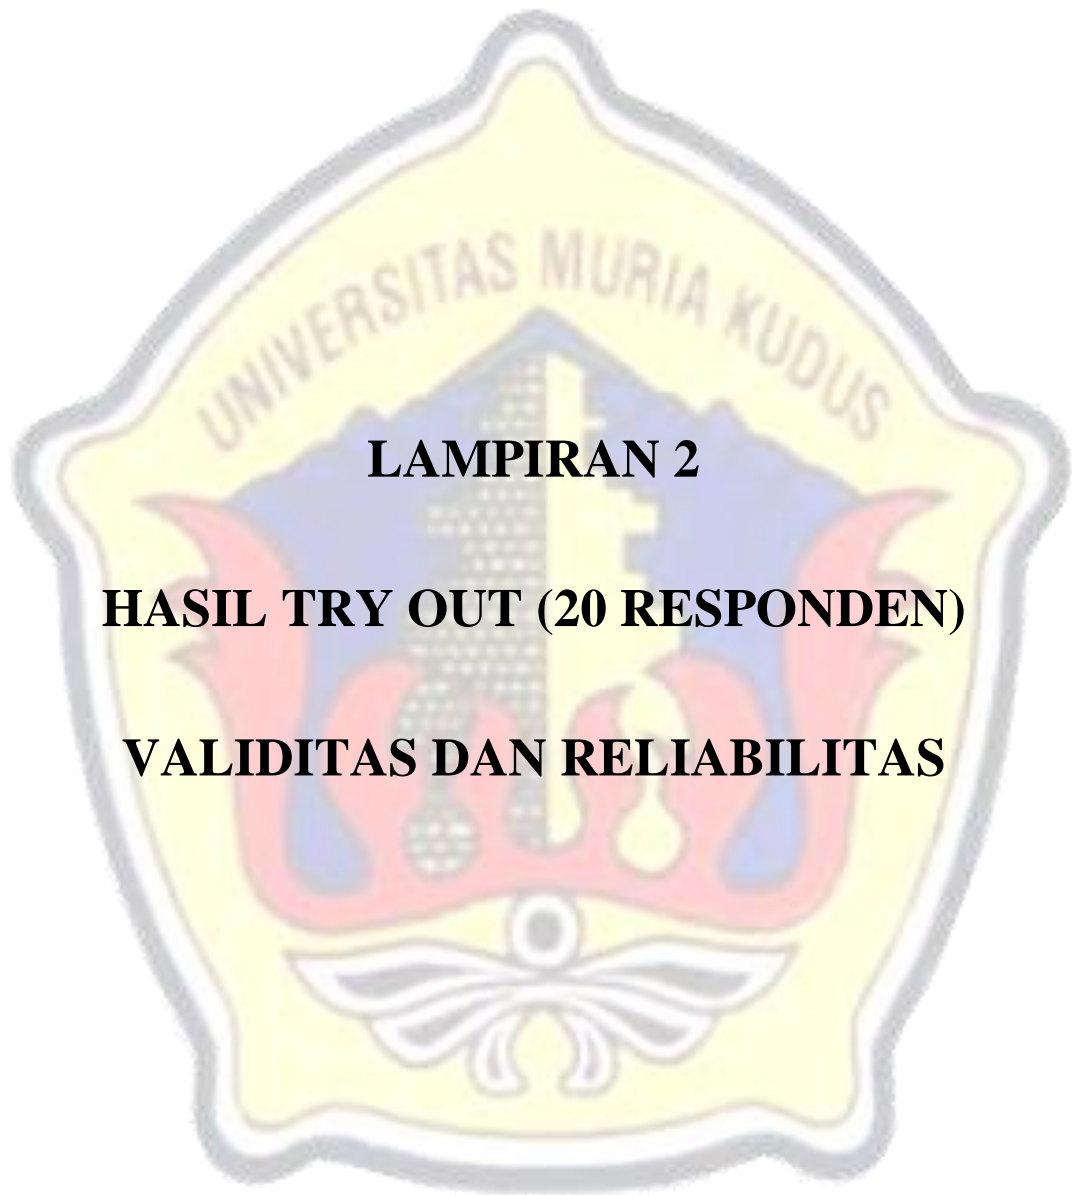 UNIVERSITAS MURIA KUDUS
LAMPIRAN 2
HASIL TRY OUT (20 RESPONDEN)
VALIDITAS DAN RELIABILITAS